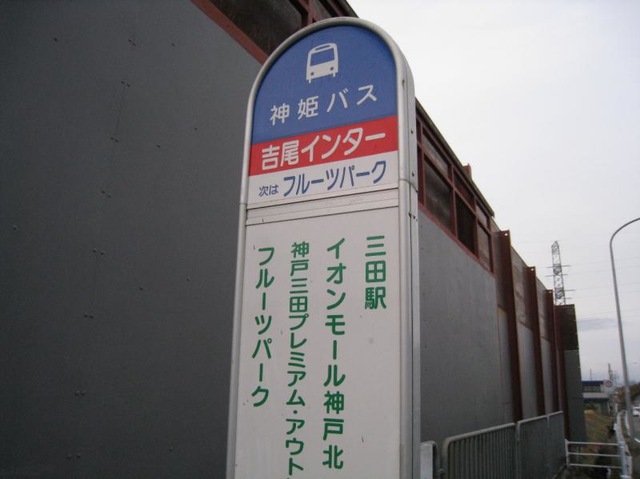 神姫バス
吉尾インター
次は フルーツパーク
三田駅
イオンモール神戸北
神戸三田プレミアム・アウト
フルーツパーク